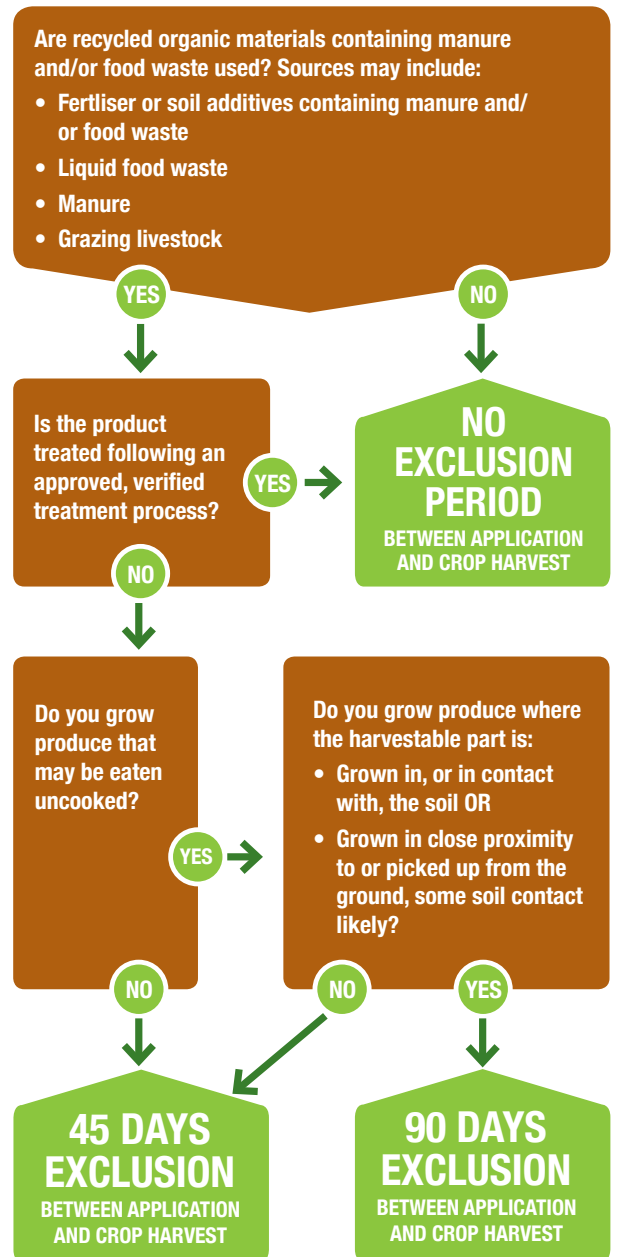 Are recycled organic materials containing manure
and/or food waste used? Sources may include:
• Fertliser or soil additives containing manure and/
or food waste
• Liquid food waste
• Manure
• Grazing livestock
YES
NO
Is the product
treated following an
approved, verified
treatment process?
YES
NO
EXCLUSION
PERIOD
BETWEEN APPLICATION
AND CROP HARVEST
NO
Do you grow
produce that
may be eaten
uncooked?
YES
Do you grow produce where
the harvestable part is:
• Grown in, or in contact
with, the soil OR
• Grown in close proximity
to or picked up from the
ground, some soil contact
likely?
NO
NO
YES
45 DAYS
EXCLUSION
BETWEEN APPLICATION
AND CROP HARVEST
90 DAYS
EXCLUSION
BETWEEN APPLICATION
AND CROP HARVEST